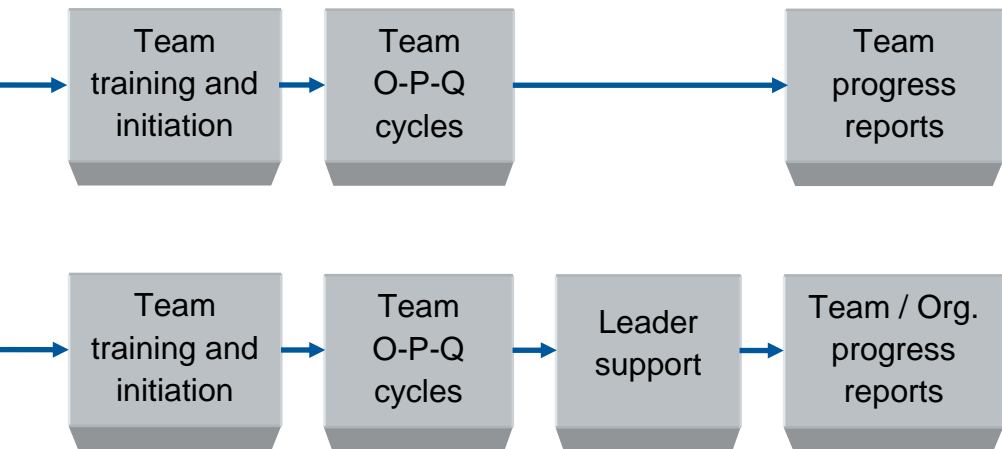 Team
training and
initiation
Team
O-P-Q
cycles
Team
progress
reports
Team
training and
initiation
Team
O-P-Q
cycles
Leader
support
Team / Org.
progress
reports